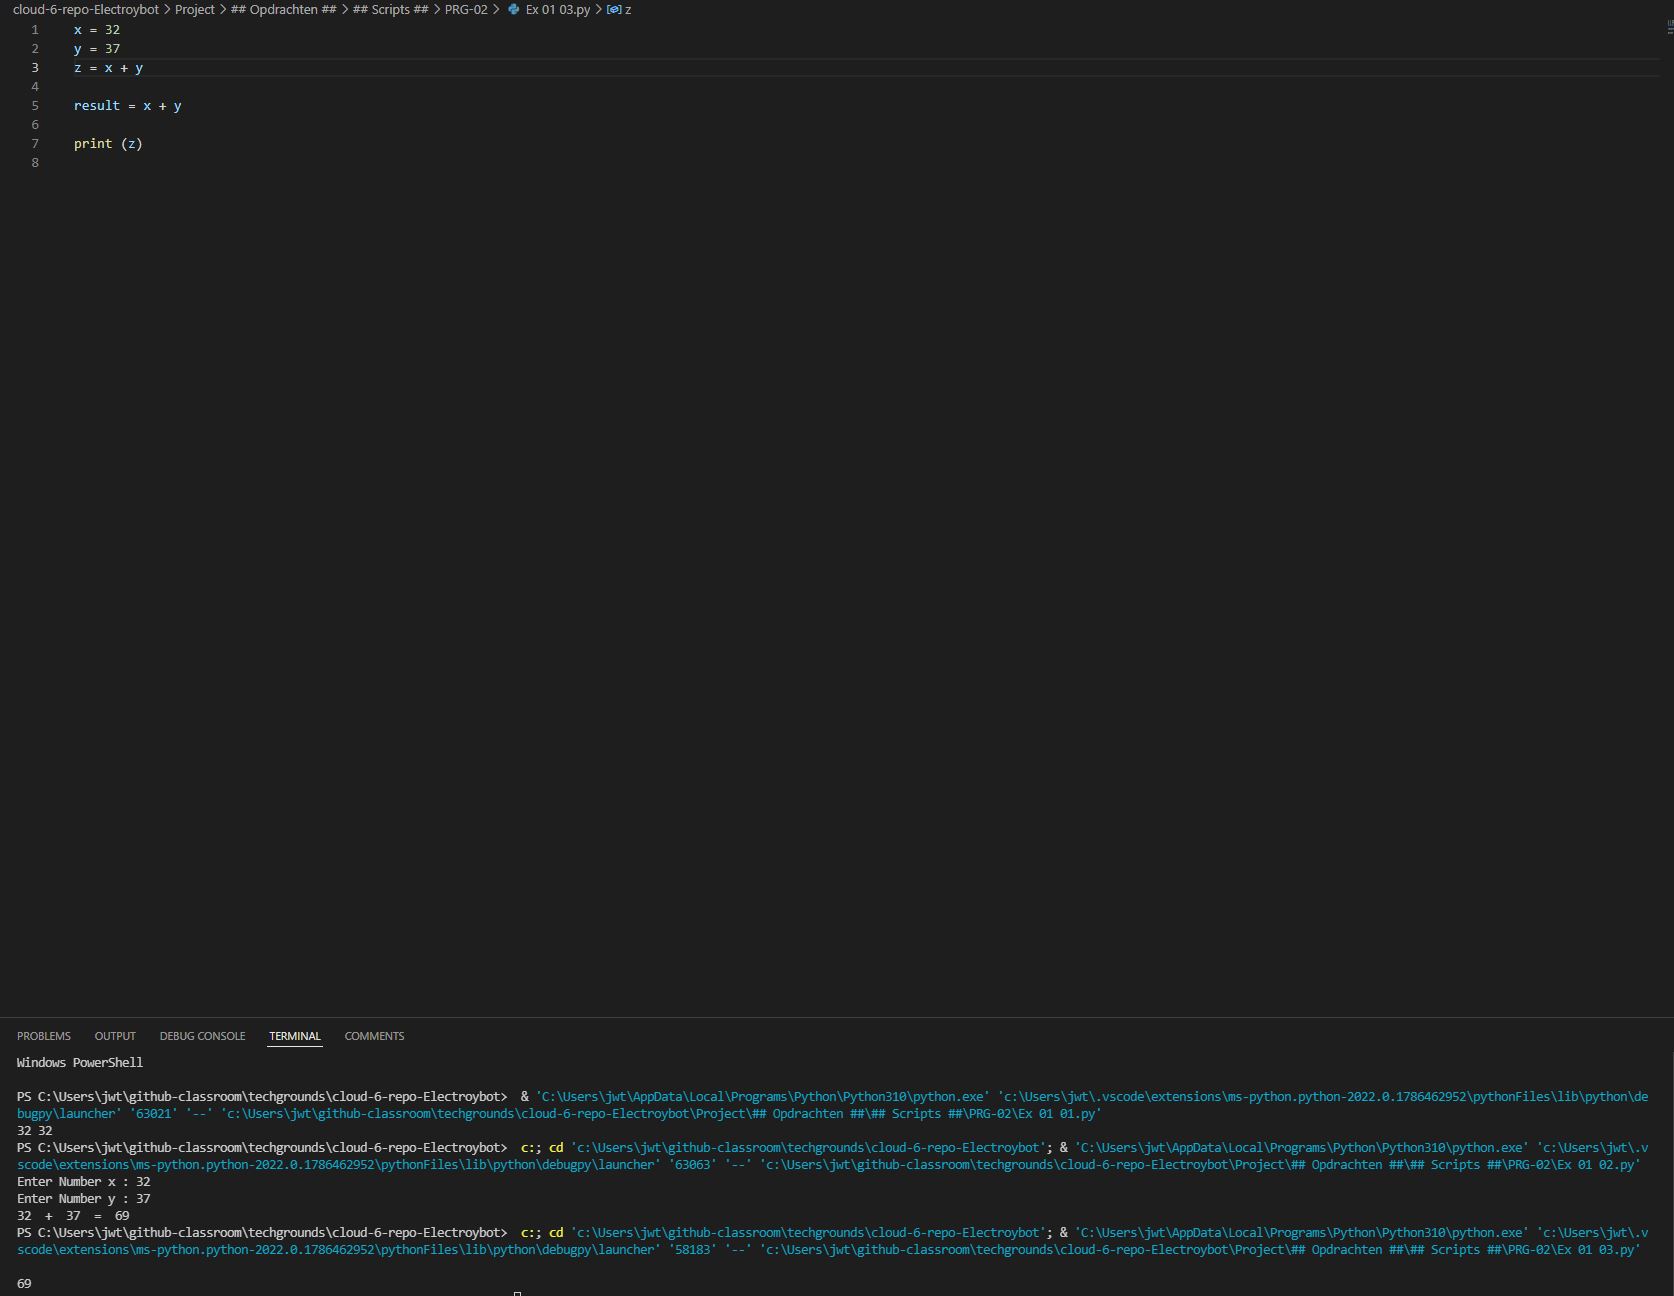 cloud-6-repo-Electroybot > Project > ## Opdrachten ## > ## Scripts ## > PRG-02 > Ex 01 03.py > z
1 x = 32
2 y = 37
3 z = x + y
4
5 result = x + y
6
7 print (z)
8
PROBLEMS OUTPUT DEBUG CONSOLE TERMINAL COMMENTS
Windows PowerShell
PS C:\Users\jwt\github-classroom\techgrounds\cloud-6-repo-Electroybot>  & 'C:\Users\jwt\AppData\Local\Programs\Python\Python310\python.exe' 'c:\Users\jwt\.vscode\extensions\ms-python.python-2022.0.1786462952\pythonFiles\lib\python\de
bugpy\launcher' '63021' '--' 'c:\Users\jwt\github-classroom\techgrounds\cloud-6-repo-Electroybot\Project\## Opdrachten ##\## Scripts ##\PRG-02\Ex 01 01.py'
32 32
PS C:\Users\jwt\github-classroom\techgrounds\cloud-6-repo-Electroybot>  c:; cd 'c:\Users\jwt\github-classroom\techgrounds\cloud-6-repo-Electroybot'; & 'C:\Users\jwt\AppData\Local\Programs\Python\Python310\python.exe' 'c:\Users\jwt\.v
scode\extensions\ms-python.python-2022.0.1786462952\pythonFiles\lib\python\debugpy\launcher' '63063' '--' 'c:\Users\jwt\github-classroom\techgrounds\cloud-6-repo-Electroybot\Project\## Opdrachten ##\## Scripts ##\PRG-02\Ex 01 02.py'
Enter Number x : 32
Enter Number y : 37
32  +  37  =  69
PS C:\Users\jwt\github-classroom\techgrounds\cloud-6-repo-Electroybot>  c:; cd 'c:\Users\jwt\github-classroom\techgrounds\cloud-6-repo-Electroybot'; & 'C:\Users\jwt\AppData\Local\Programs\Python\Python310\python.exe' 'c:\Users\jwt\.v
scode\extensions\ms-python.python-2022.0.1786462952\pythonFiles\lib\python\debugpy\launcher' '58183' '--' 'c:\Users\jwt\github-classroom\techgrounds\cloud-6-repo-Electroybot\Project\## Opdrachten ##\## Scripts ##\PRG-02\Ex 01 03.py'
69